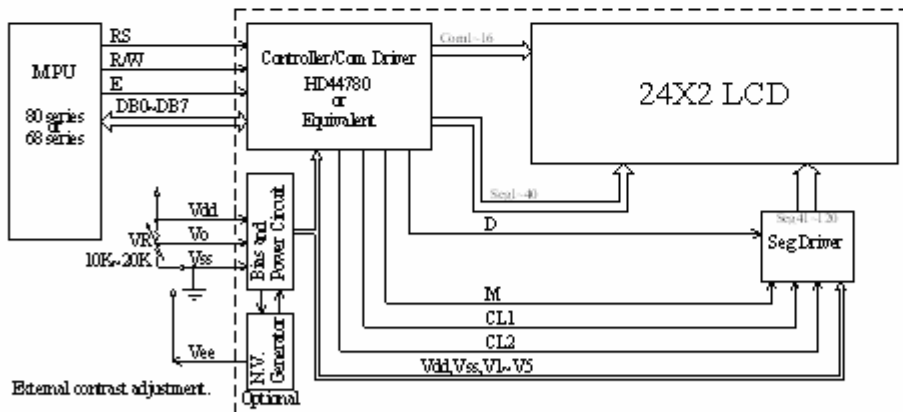 MPU
80 series
or
68 series
RS
R/W
E
DB0~DB7
Controller/Com. Driver
HD44780
or
Equivalent
Com1~16
24X2 LCD
Seg1~40
D
Seg41~120
Seg Driver
Vdd
Vo
VR
10K~20K
Vss
Bias and
Power Circuit
M
CL1
CL2
Vdd,Vss,V1~V5
Vee
N.V.
Generator
Optional
External contrast adjustment.